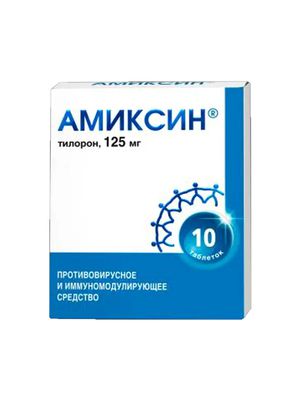 АМИКСИН®
тилорон, 125 мг
10
таблеток
ПРОТИВОВИРУСНОЕ
И ИММУНОМОДУЛИРУЮЩЕЕ
СРЕДСТВО